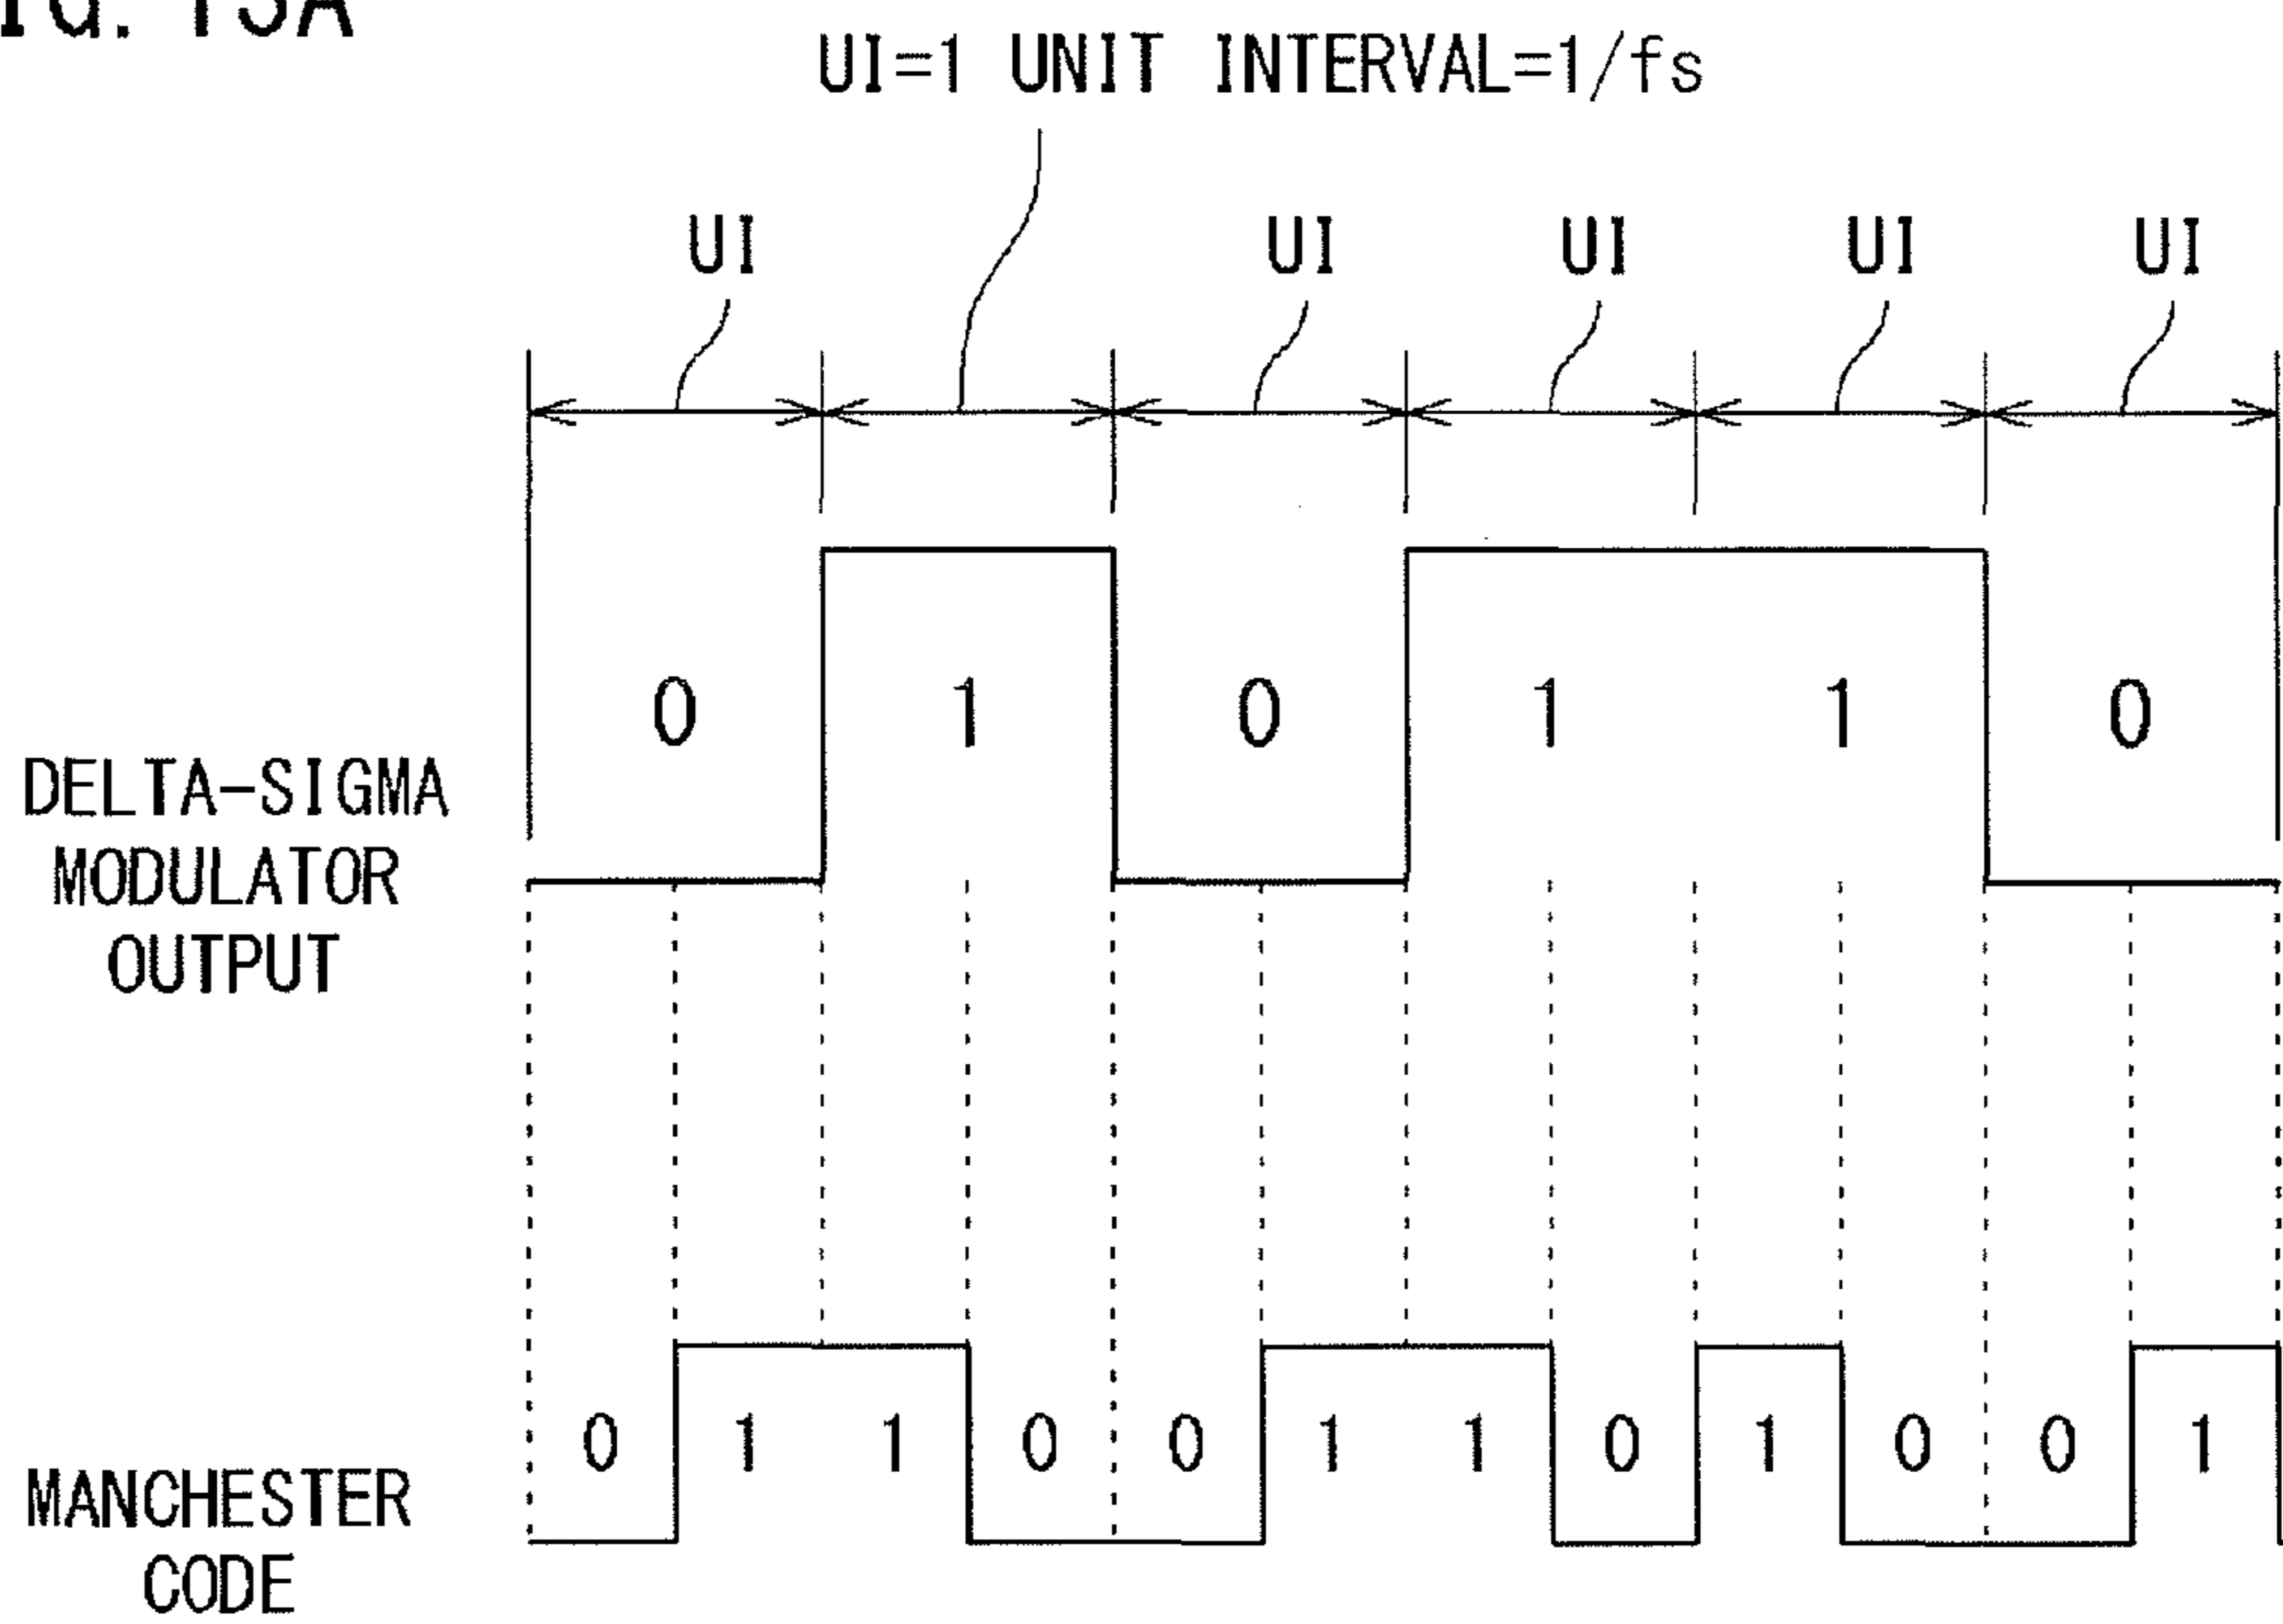 UI=1 UNIT INTERVAL=1/fs
UI UI UI UI UI
0 1 0 1 1 0
DELTA-SIGMA
MODULATOR
OUTPUT
0 1 1 0 0 1 1 0 1 0 0 1
MANCHESTER
CODE